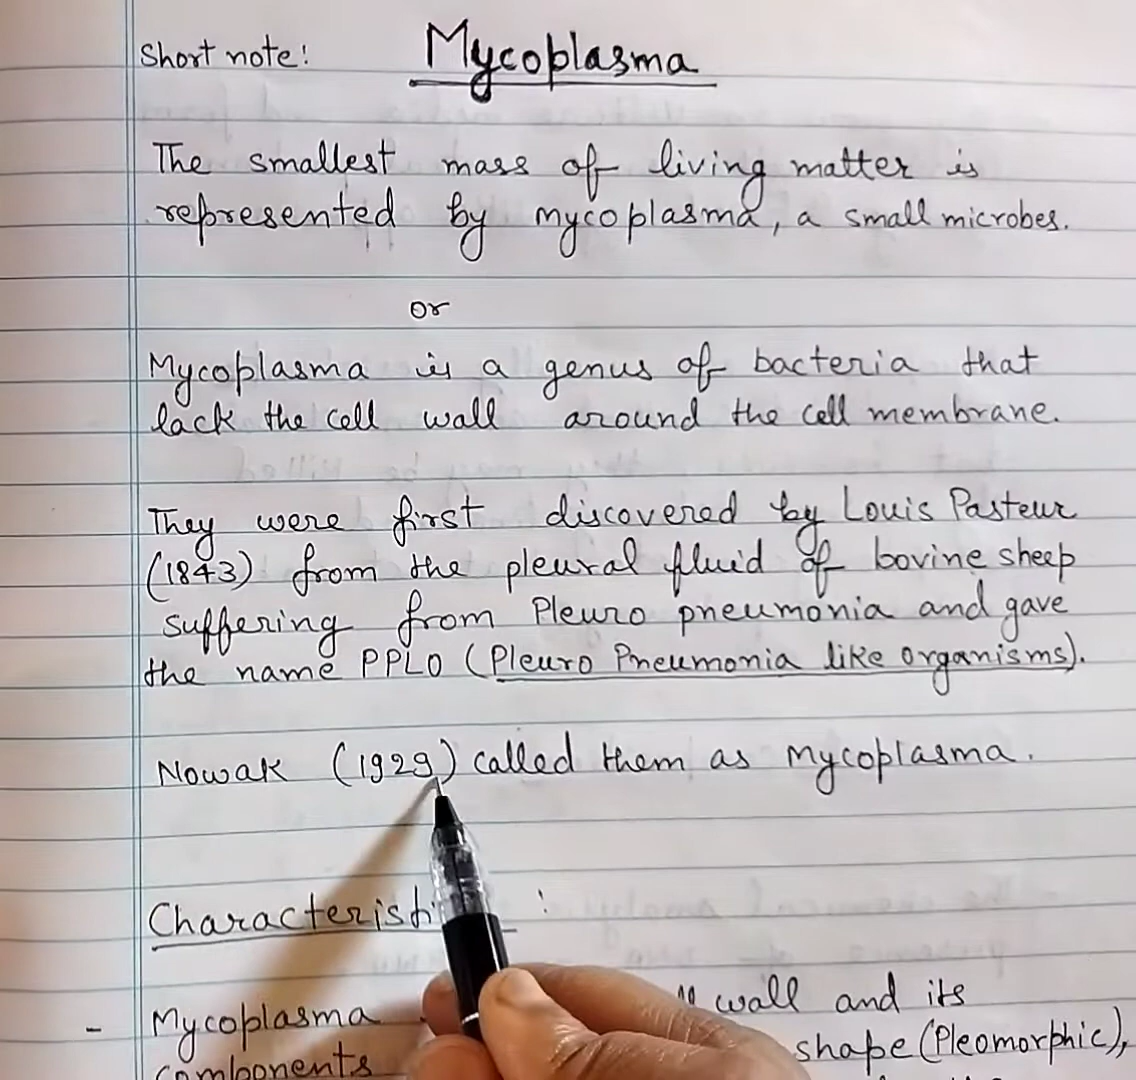 Short note: Mycoplasma
The smallest mass of living matter is
represented by mycoplasma, a small microbes.
or
Mycoplasma is a genus of bacteria that
lack the cell wall around the cell membrane.
They were first discovered by Louis Pasteur
(1843) from the pleural fluid of bovine sheep
suffering from Pleuro pneumonia and gave
the name PPLO (Pleuro Pneumonia like organisms).
Nowak (1929) called them as Mycoplasma.
:
Mycoplasma wall and its
components shape (Pleomorphic),